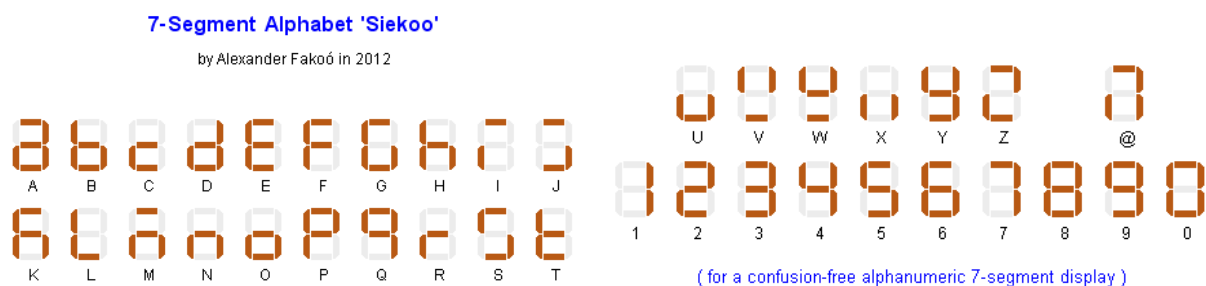 7-Segment Alphabet 'Siekoo'
by Alexander Fakoó in 2012
A B C D E F G H I J
K L M N O P Q R S T
U V W X Y Z @
1 2 3 4 5 6 7 8 9 0
( for a confusion-free alphanumeric 7-segment display )